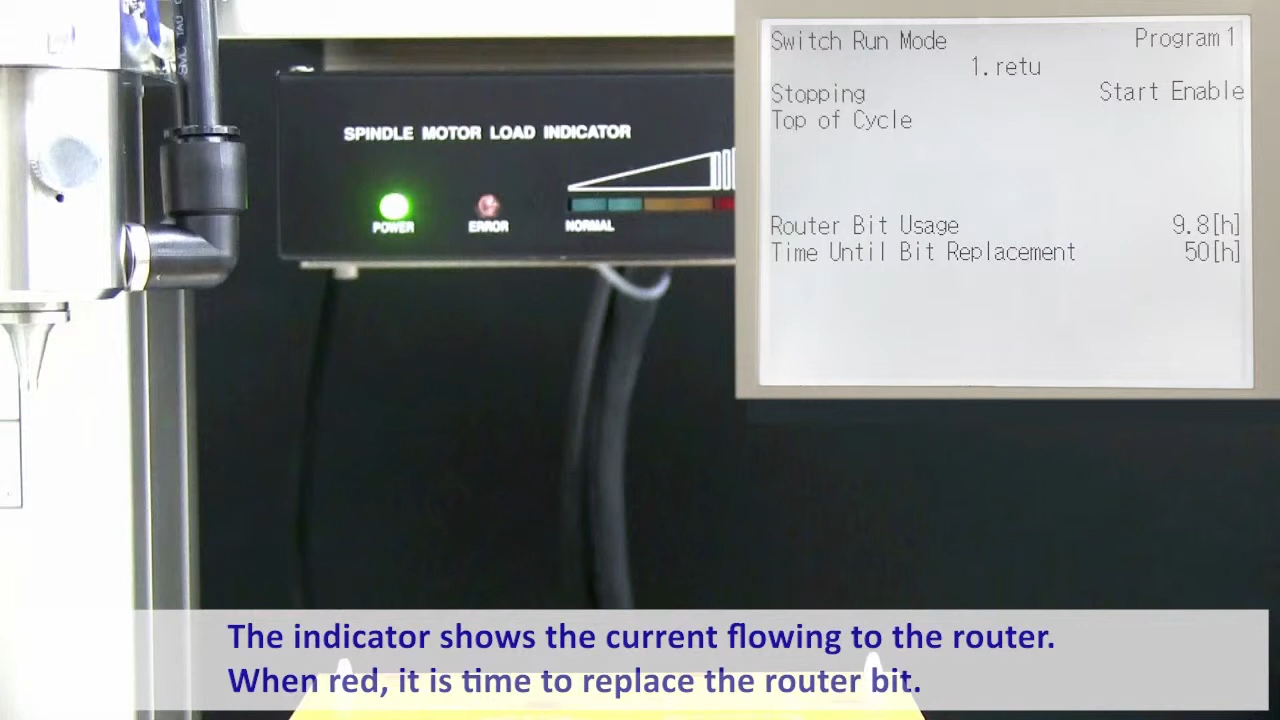 SMC TAU
SPINDLE MOTOR LOAD INDICATOR
POWER
ERROR
NORMAL
Switch Run Mode
Program 1
1.retu
Stopping
Start Enable
Top of Cycle
Router Bit Usage
9.8[h]
Time Until Bit Replacement
50[h]
The indicator shows the current flowing to the router.
When red, it is time to replace the router bit.